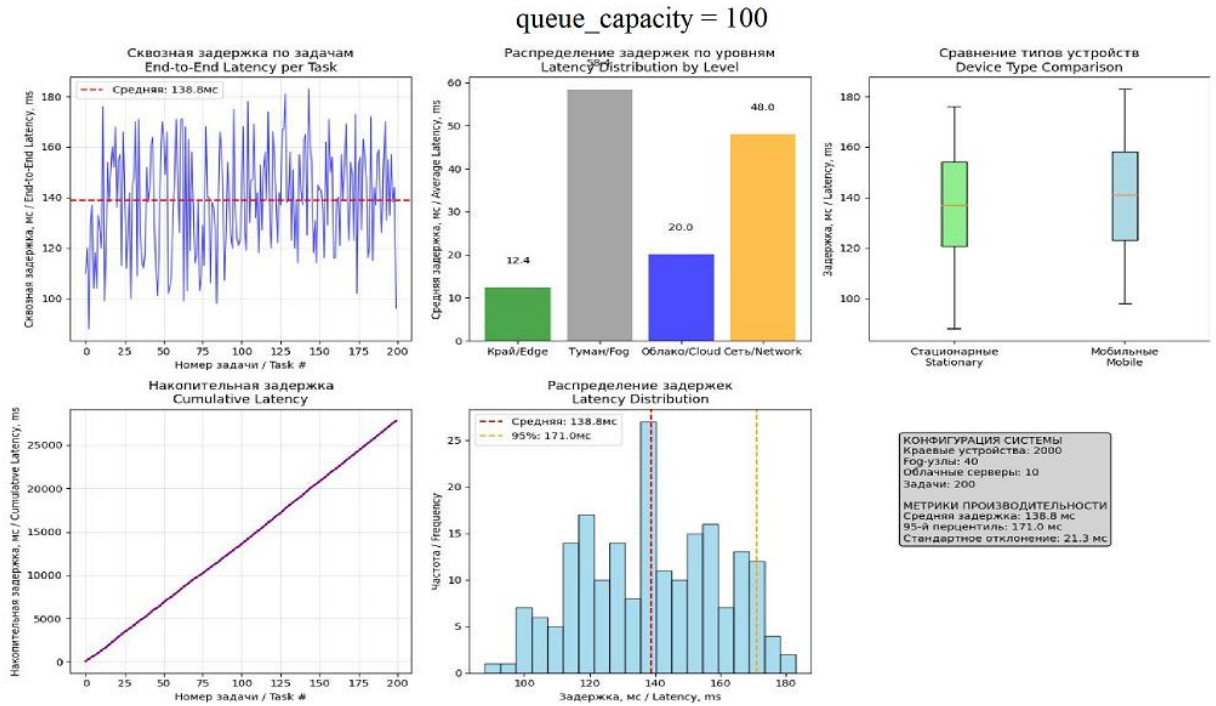 queue_capacity = 100
Сквозная задержка по задачам
End-to-End Latency per Task
Сквозная задержка, мс / End-to-End Latency, ms
180
160
140
120
100
Средняя: 138.8мс
0 25 50 75 100 125 150 175 200
Номер задачи / Task #
Распределение задержек по уровням
Latency Distribution by Level
Средняя задержка, мс / Average Latency, ms
60
50
40
30
20
10
0
12.4
58.4
20.0
48.0
Край/Edge Туман/Fog Облако/Cloud Сеть/Network
Сравнение типов устройств
Device Type Comparison
Задержка, мс / Latency, ms
180
160
140
120
100
Стационарные
Stationary
Мобильные
Mobile
Накопительная задержка
Cumulative Latency
Накопительная задержка, мс / Cumulative Latency, ms
25000
20000
15000
10000
5000
0
0 25 50 75 100 125 150 175 200
Номер задачи / Task #
Распределение задержек
Latency Distribution
Частота / Frequency
25
20
15
10
5
0
Средняя: 138.8мс
95%: 171.0мс
100 120 140 160 180
Задержка, мс / Latency, ms
КОНФИГУРАЦИЯ СИСТЕМЫ
Краевые устройства: 2000
Fog-узлы: 40
Облачные серверы: 10
Задачи: 200
МЕТРИКИ ПРОИЗВОДИТЕЛЬНОСТИ
Средняя задержка: 138.8 мс
95-й перцентиль: 171.0 мс
Стандартное отклонение: 21.3 мс